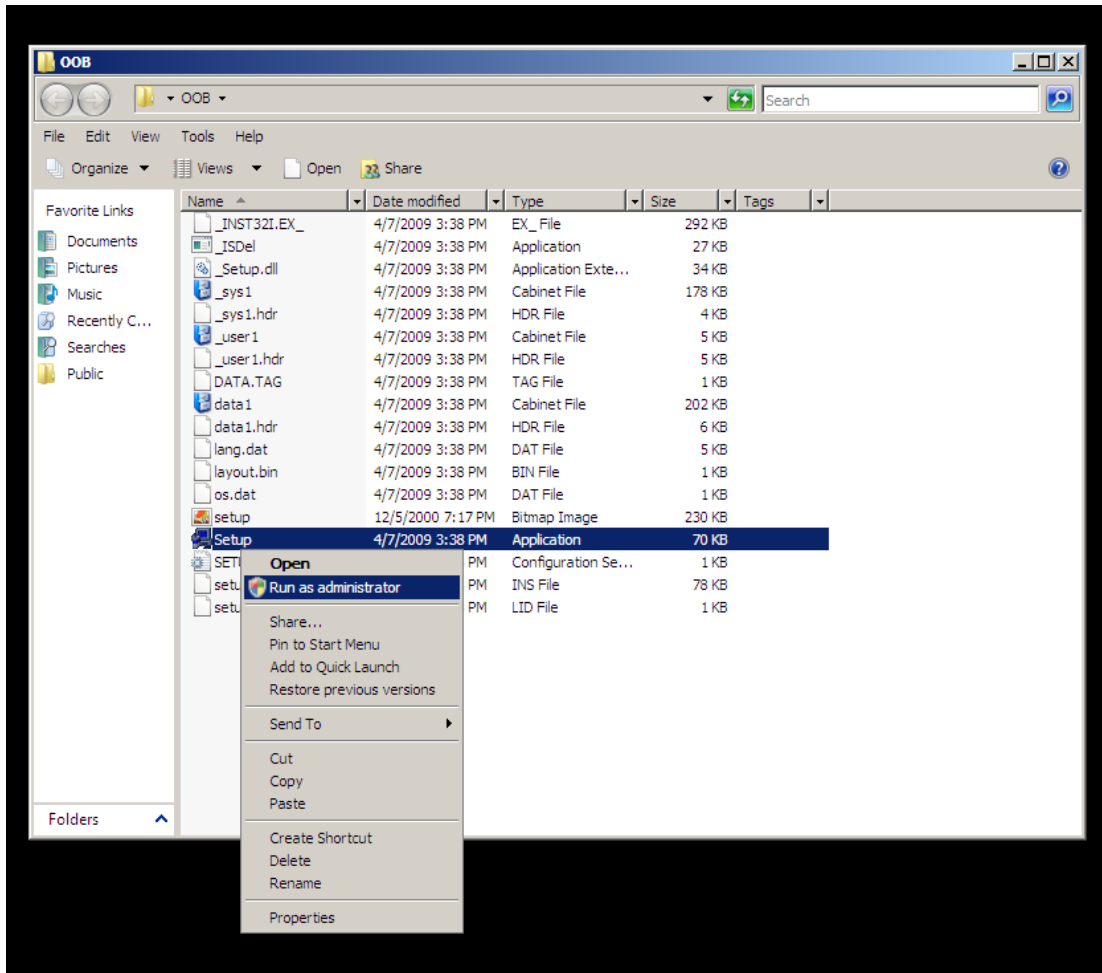 OOB
OOB
Search
File Edit View Tools Help
Organize Views Open Share
Favorite Links
Documents
Pictures
Music
Recently C...
Searches
Public
Folders
Name Date modified Type Size Tags
_INST32I.EX_ 4/7/2009 3:38 PM EX_ File 292 KB
_ISDel 4/7/2009 3:38 PM Application 27 KB
_Setup.dll 4/7/2009 3:38 PM Application Exte... 34 KB
_sys1 4/7/2009 3:38 PM Cabinet File 178 KB
_sys1.hdr 4/7/2009 3:38 PM HDR File 4 KB
_user1 4/7/2009 3:38 PM Cabinet File 5 KB
_user1.hdr 4/7/2009 3:38 PM HDR File 5 KB
DATA.TAG 4/7/2009 3:38 PM TAG File 1 KB
data1 4/7/2009 3:38 PM Cabinet File 202 KB
data1.hdr 4/7/2009 3:38 PM HDR File 6 KB
lang.dat 4/7/2009 3:38 PM DAT File 5 KB
layout.bin 4/7/2009 3:38 PM BIN File 1 KB
os.dat 4/7/2009 3:38 PM DAT File 1 KB
setup 12/5/2000 7:17 PM Bitmap Image 230 KB
Setup 4/7/2009 3:38 PM Application 70 KB
PM Configuration Se... 1 KB
setu PM INS File 78 KB
setu PM LID File 1 KB
Open
Run as administrator
Share...
Pin to Start Menu
Add to Quick Launch
Restore previous versions
Send To
Cut
Copy
Paste
Create Shortcut
Delete
Rename
Properties